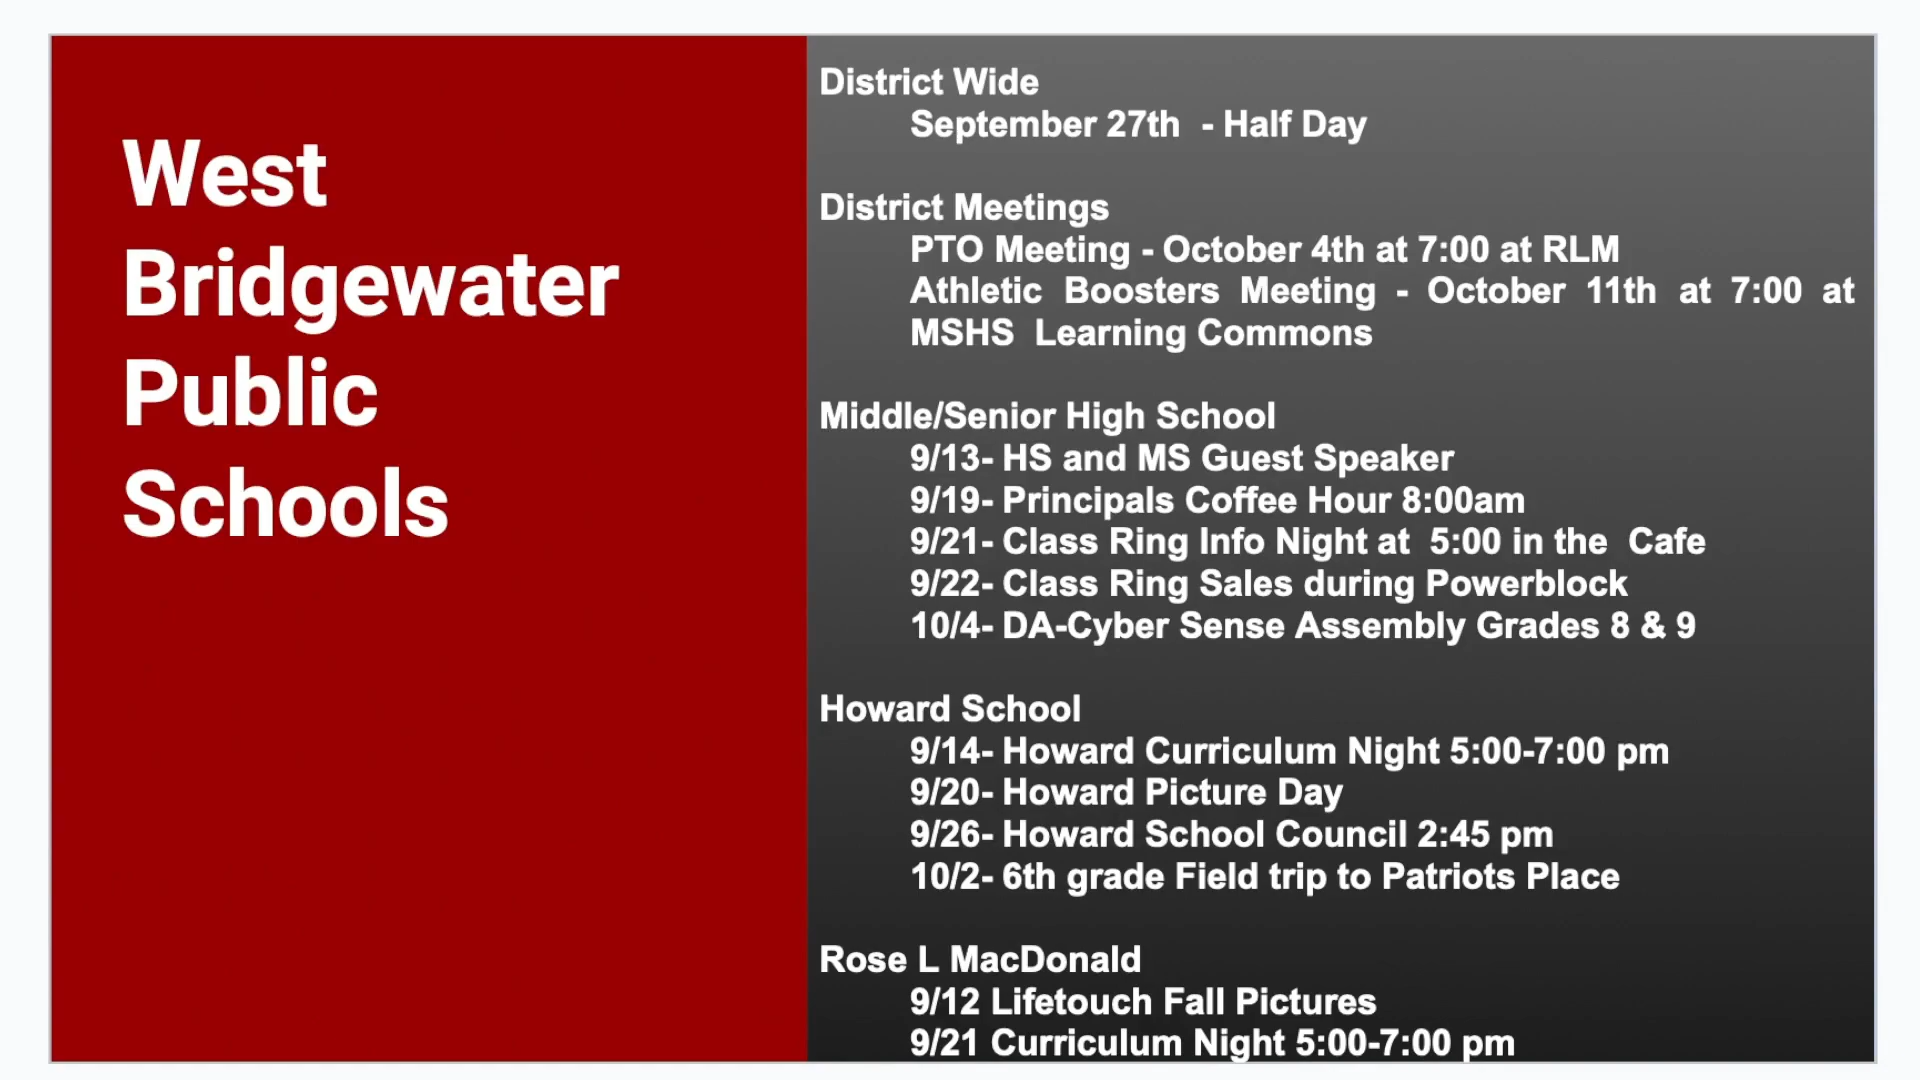 West
Bridgewater
Public
Schools
District Wide
September 27th  - Half Day
District Meetings
PTO Meeting - October 4th at 7:00 at RLM
Athletic Boosters Meeting - October 11th at 7:00 at
MSHS  Learning Commons
Middle/Senior High School
9/13- HS and MS Guest Speaker
9/19- Principals Coffee Hour 8:00am
9/21- Class Ring Info Night at  5:00 in the  Cafe
9/22- Class Ring Sales during Powerblock
10/4- DA-Cyber Sense Assembly Grades 8 & 9
Howard School
9/14- Howard Curriculum Night 5:00-7:00 pm
9/20- Howard Picture Day
9/26- Howard School Council 2:45 pm
10/2- 6th grade Field trip to Patriots Place
Rose L MacDonald
9/12 Lifetouch Fall Pictures
9/21 Curriculum Night 5:00-7:00 pm